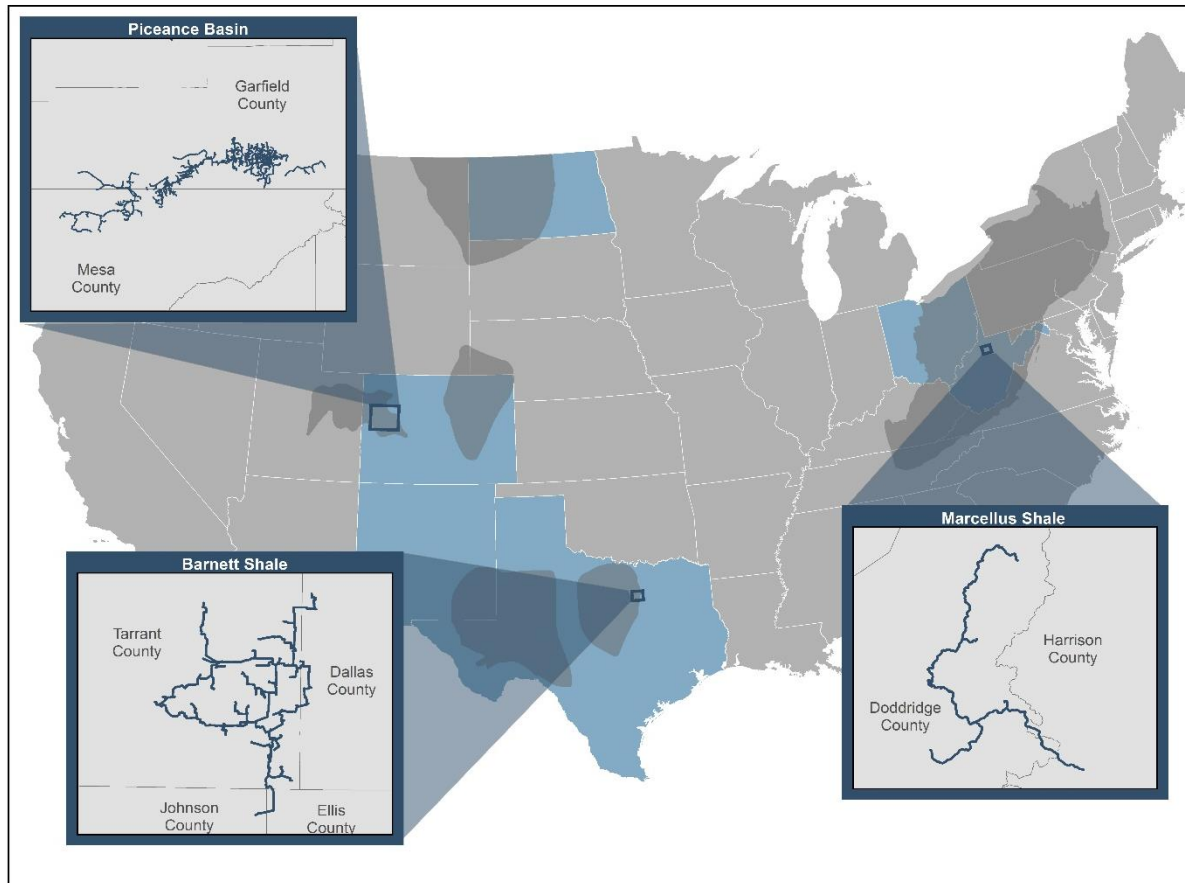 Piceance Basin
Garfield
County
Mesa
County
Barnett Shale
Tarrant
County
Dallas
County
Johnson
County
Ellis
County
Marcellus Shale
Harrison
County
Doddridge
County